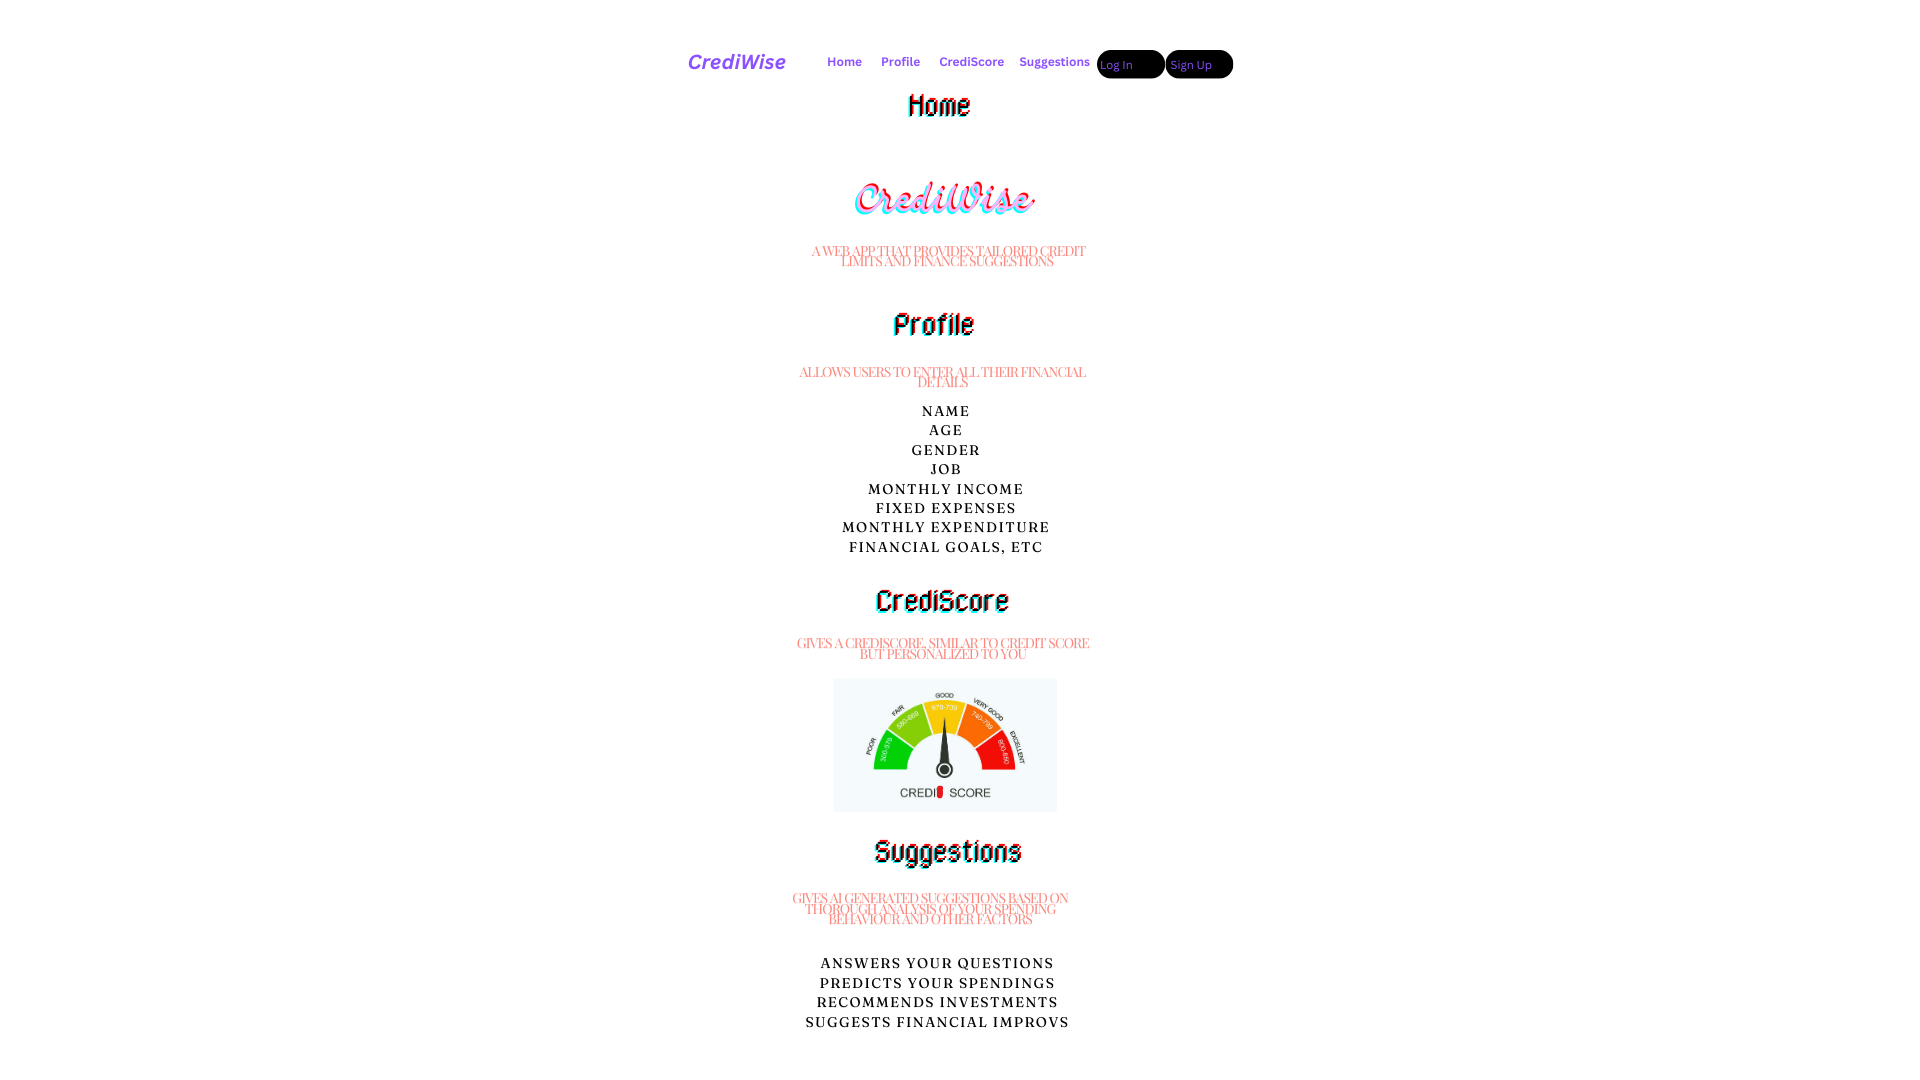 CrediWise Home Profile CrediScore Suggestions Log In Sign Up
Home
CrediWise
A WEB APP THAT PROVIDES TAILORED CREDIT
LIMITS AND FINANCE SUGGESTIONS
Profile
ALLOWS USERS TO ENTER ALL THEIR FINANCIAL
DETAILS
NAME
AGE
GENDER
JOB
MONTHLY INCOME
FIXED EXPENSES
MONTHLY EXPENDITURE
FINANCIAL GOALS, ETC
CrediScore
GIVES A CREDISCORE, SIMILAR TO CREDIT SCORE
BUT PERSONALIZED TO YOU
POOR
FAIR
GOOD
VERY GOOD
EXCELLENT
300-579
580-669
670-739
740-799
800-850
CREDI SCORE
Suggestions
GIVES AI GENERATED SUGGESTIONS BASED ON
THOROUGH ANALYSIS OF YOUR SPENDING
BEHAVIOUR AND OTHER FACTORS
ANSWERS YOUR QUESTIONS
PREDICTS YOUR SPENDINGS
RECOMMENDS INVESTMENTS
SUGGESTS FINANCIAL IMPROVS